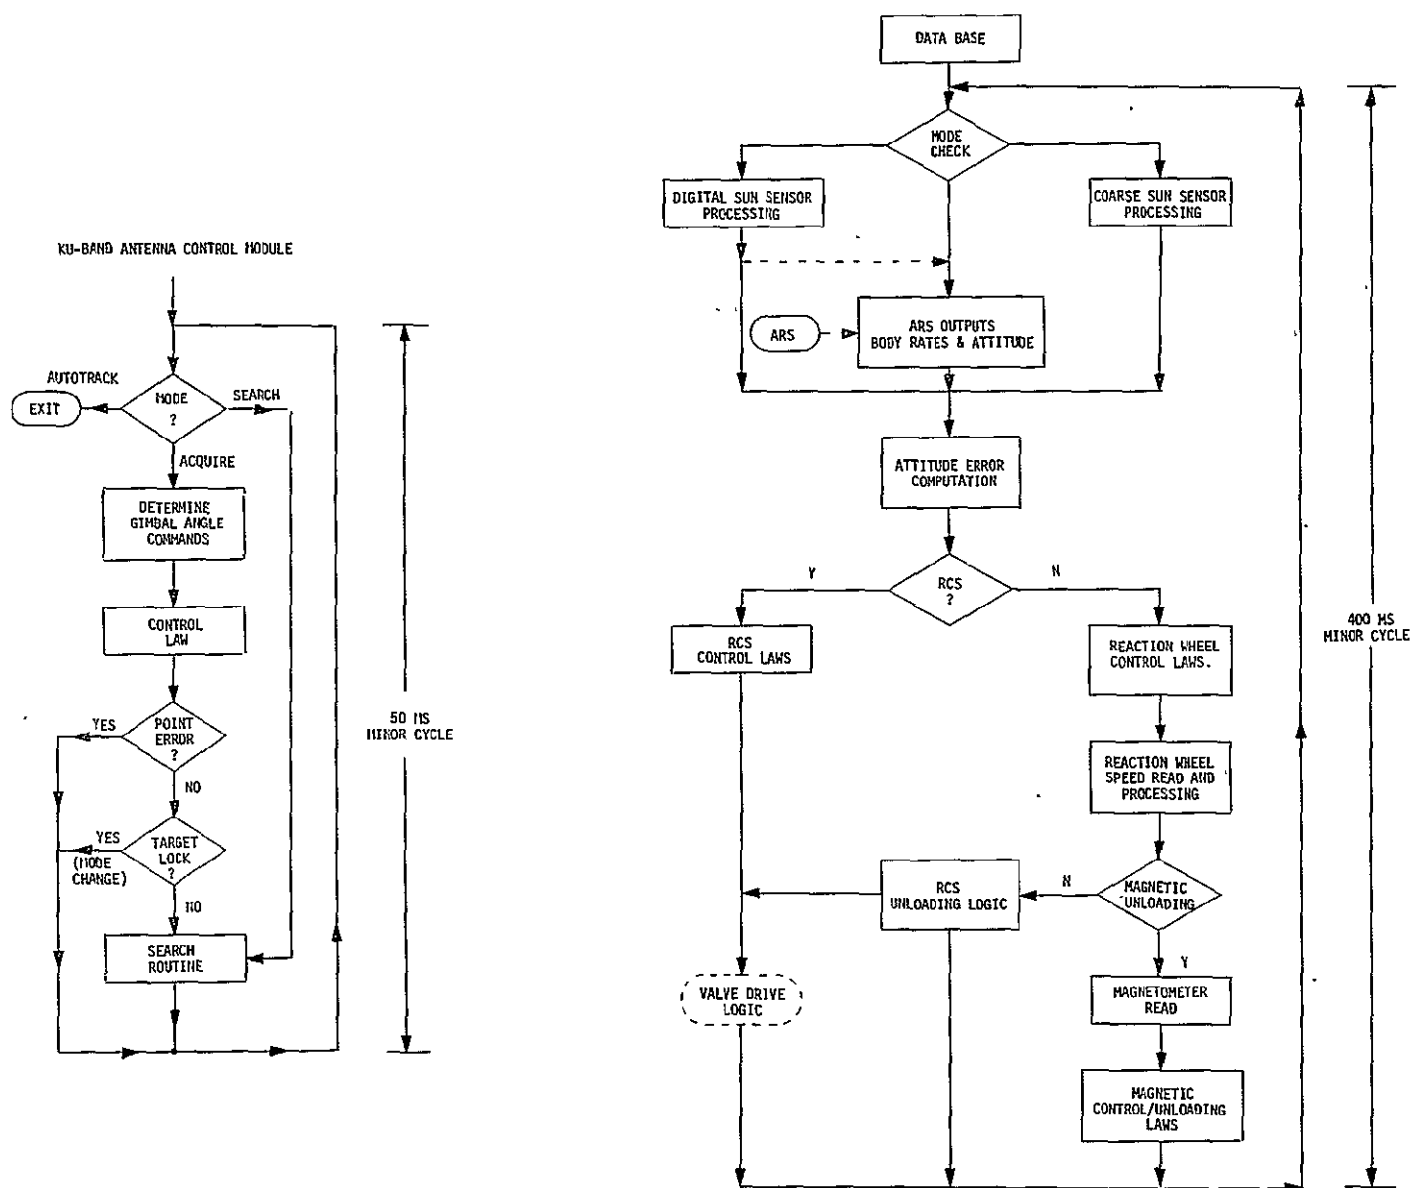 KU-BAND ANTENNA CONTROL MODULE
AUTOTRACK
EXIT
MODE
?
SEARCH
ACQUIRE
DETERMINE
GIMBAL ANGLE
COMMANDS
CONTROL
LAW
YES
POINT
ERROR
?
NO
YES
(MODE
CHANGE)
TARGET
LOCK
?
NO
SEARCH
ROUTINE
50 MS
MINOR CYCLE
DATA BASE
MODE
CHECK
DIGITAL SUN SENSOR
PROCESSING
COARSE SUN SENSOR
PROCESSING
ARS
ARS OUTPUTS
BODY RATES & ATTITUDE
ATTITUDE ERROR
COMPUTATION
Y
RCS
?
N
RCS
CONTROL LAWS
REACTION WHEEL
CONTROL LAWS.
REACTION WHEEL
SPEED READ AND
PROCESSING
RCS
UNLOADING LOGIC
N
MAGNETIC
UNLOADING
Y
VALVE DRIVE
LOGIC
MAGNETOMETER
READ
MAGNETIC
CONTROL/UNLOADING
LAWS
400 MS
MINOR CYCLE